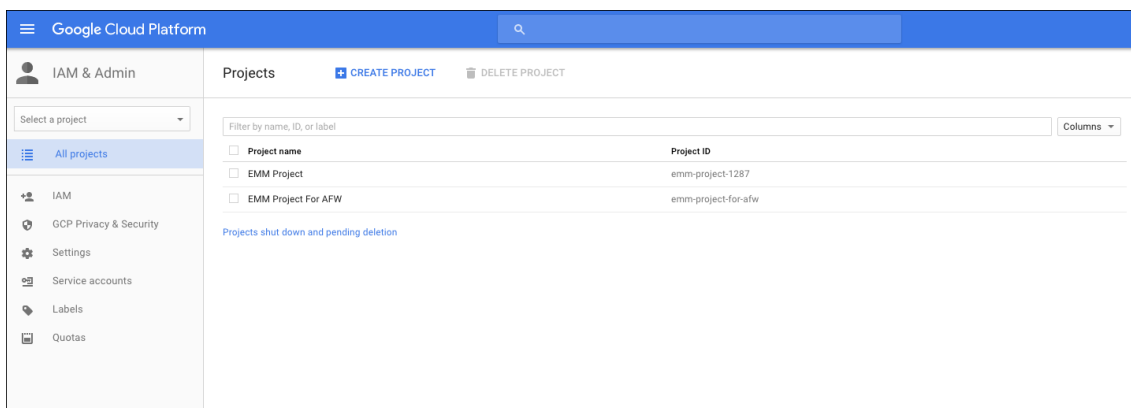 Google Cloud Platform
IAM & Admin
Projects
CREATE PROJECT
DELETE PROJECT
Select a project
All projects
IAM
GCP Privacy & Security
Settings
Service accounts
Labels
Quotas
Filter by name, ID, or label
Columns
Project name
Project ID
EMM Project
emm-project-1287
EMM Project For AFW
emm-project-for-afw
Projects shut down and pending deletion